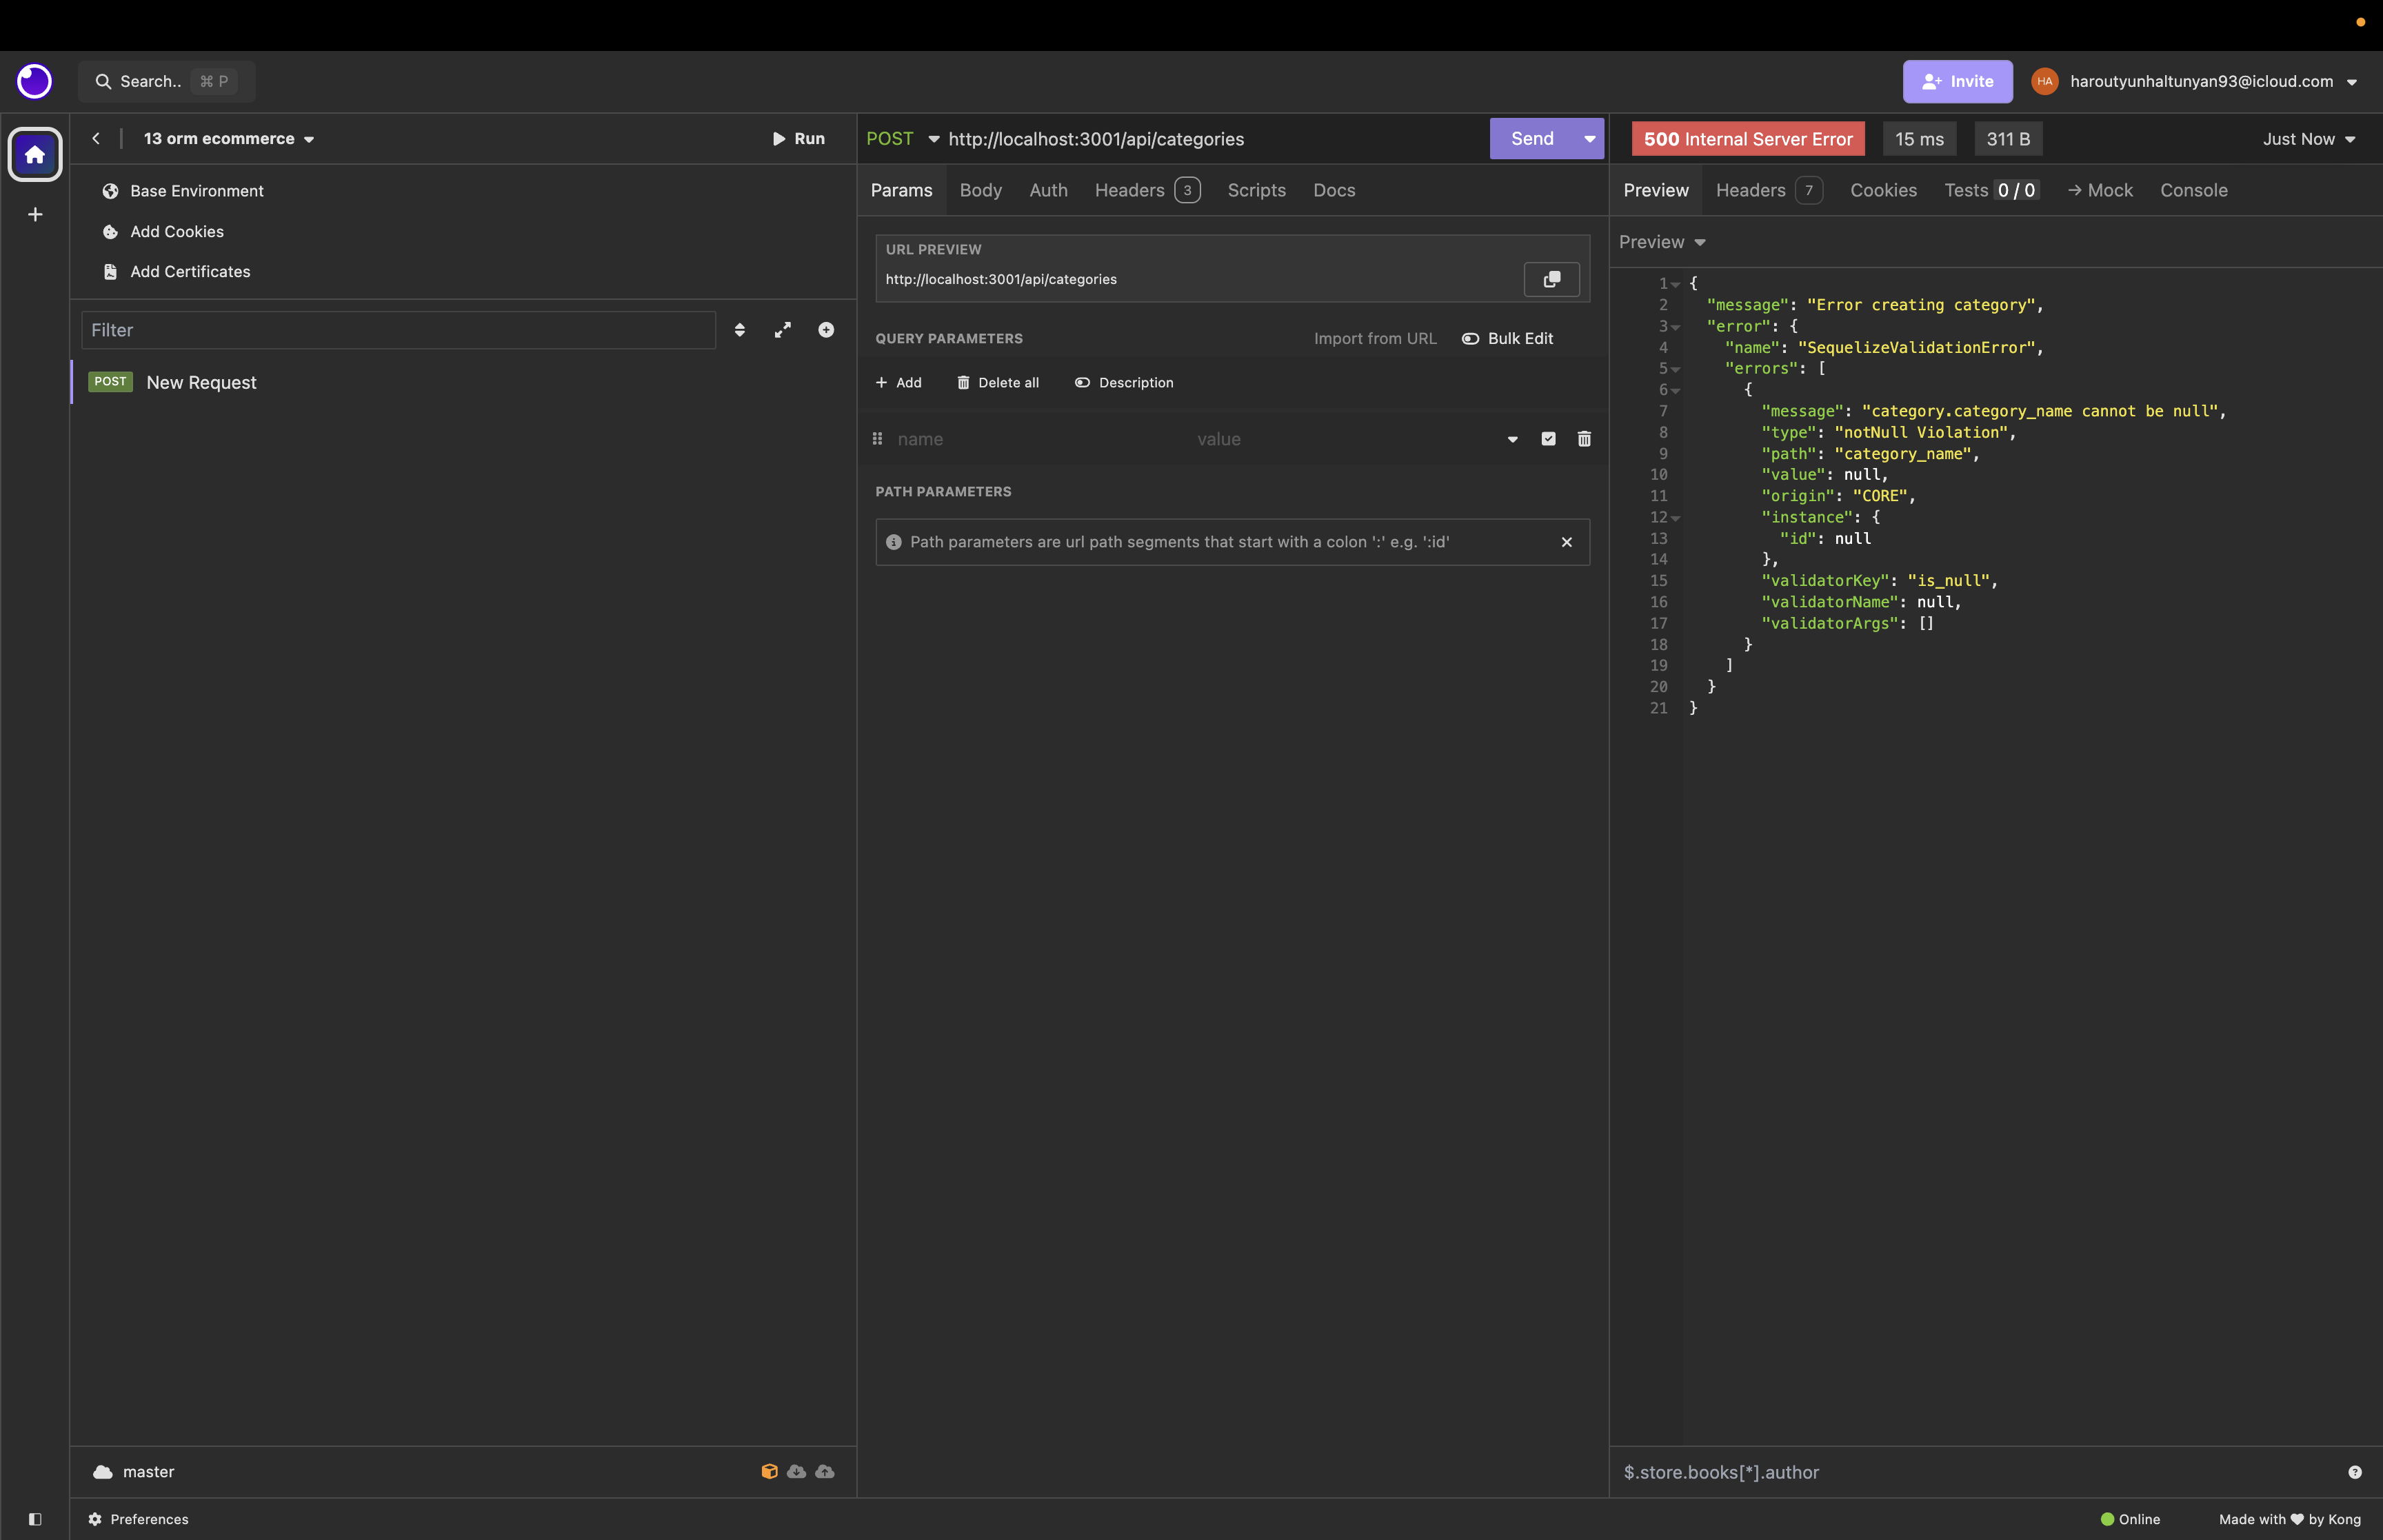 Search.. ⌘ P
Invite
HA
haroutyunhaltunyan93@icloud.com
13 orm ecommerce
Run
Base Environment
Add Cookies
Add Certificates
Filter
POST New Request
master
Preferences
POST http://localhost:3001/api/categories
Send
Params Body Auth Headers 3 Scripts Docs
URL PREVIEW
http://localhost:3001/api/categories
QUERY PARAMETERS
Import from URL
Bulk Edit
Add Delete all Description
name value
PATH PARAMETERS
Path parameters are url path segments that start with a colon ':' e.g. ':id'
500 Internal Server Error 15 ms 311 B Just Now
Preview Headers 7 Cookies Tests 0 / 0 → Mock Console
Preview
1 {
2 "message": "Error creating category",
3 "error": {
4 "name": "SequelizeValidationError",
5 "errors": [
6 {
7 "message": "category.category_name cannot be null",
8 "type": "notNull Violation",
9 "path": "category_name",
10 "value": null,
11 "origin": "CORE",
12 "instance": {
13 "id": null
14 },
15 "validatorKey": "is_null",
16 "validatorName": null,
17 "validatorArgs": []
18 }
19 ]
20 }
21 }
$.store.books[*].author
Online
Made with ♥ by Kong